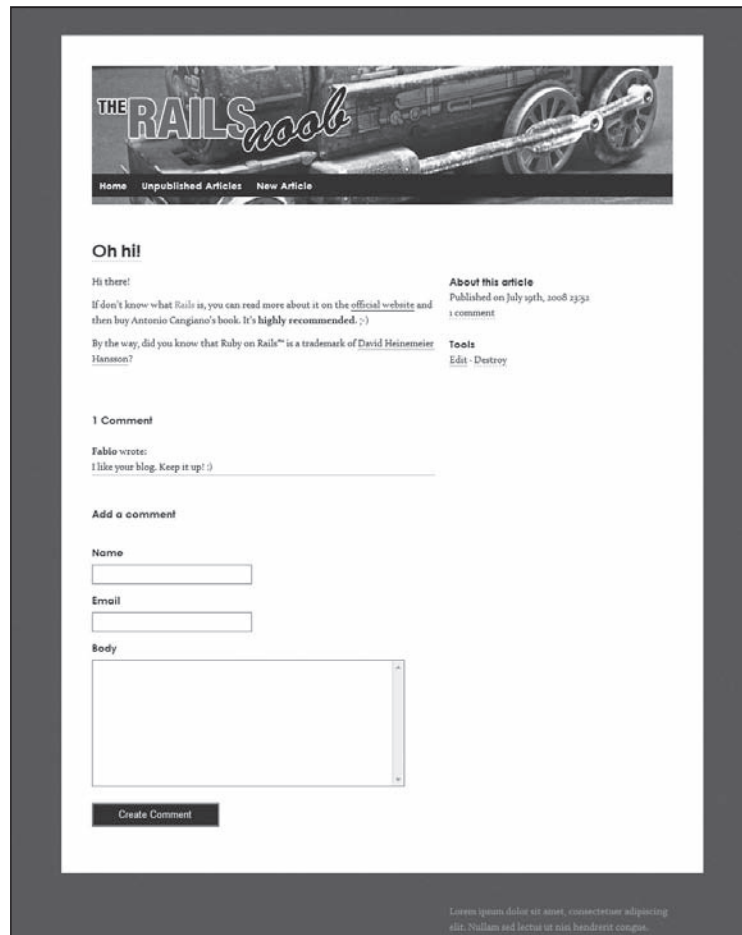 THE RAILS noob
Home Unpublished Articles New Article
Oh hi!
Hi there!
If don't know what Rails is, you can read more about it on the official website and
then buy Antonio Cangiano's book. It's highly recommended. ;-)
By the way, did you know that Ruby on Rails™ is a trademark of David Heinemeier
Hansson?
About this article
Published on July 19th, 2008 23:52
1 comment
Tools
Edit - Destroy
1 Comment
Fabio wrote:
I like your blog. Keep it up! :)
Add a comment
Name
Email
Body
Create Comment
Lorem ipsum dolor sit amet, consectetuer adipiscing
elit. Nullam sed lectus ut nisi hendrerit congue.